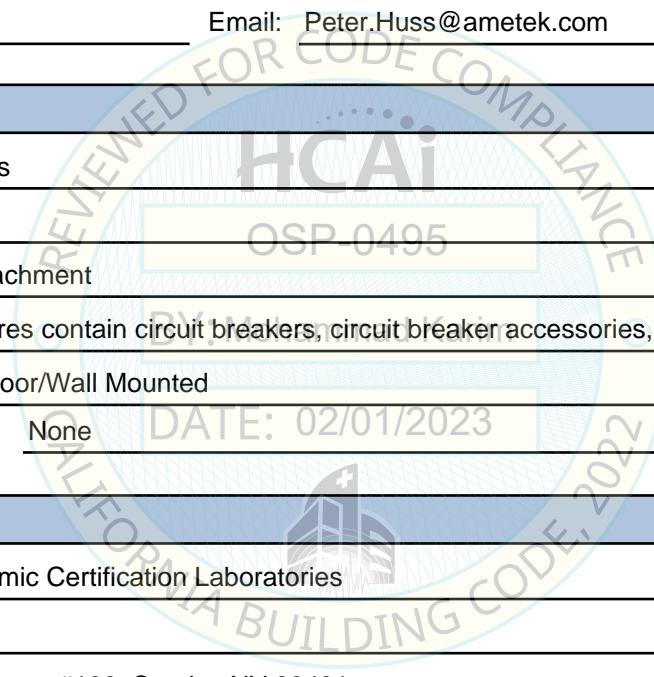 Email: Peter.Huss@ametek.com
REVIEWED FOR CODE COMPLIANCE
HCAi
s
OSP-0495
achment
BY: Mohammad Karim
res contain circuit breakers, circuit breaker accessories,
oor/Wall Mounted
None
DATE: 02/01/2023
mic Certification Laboratories
CALIFORNIA BUILDING CODE, 2022